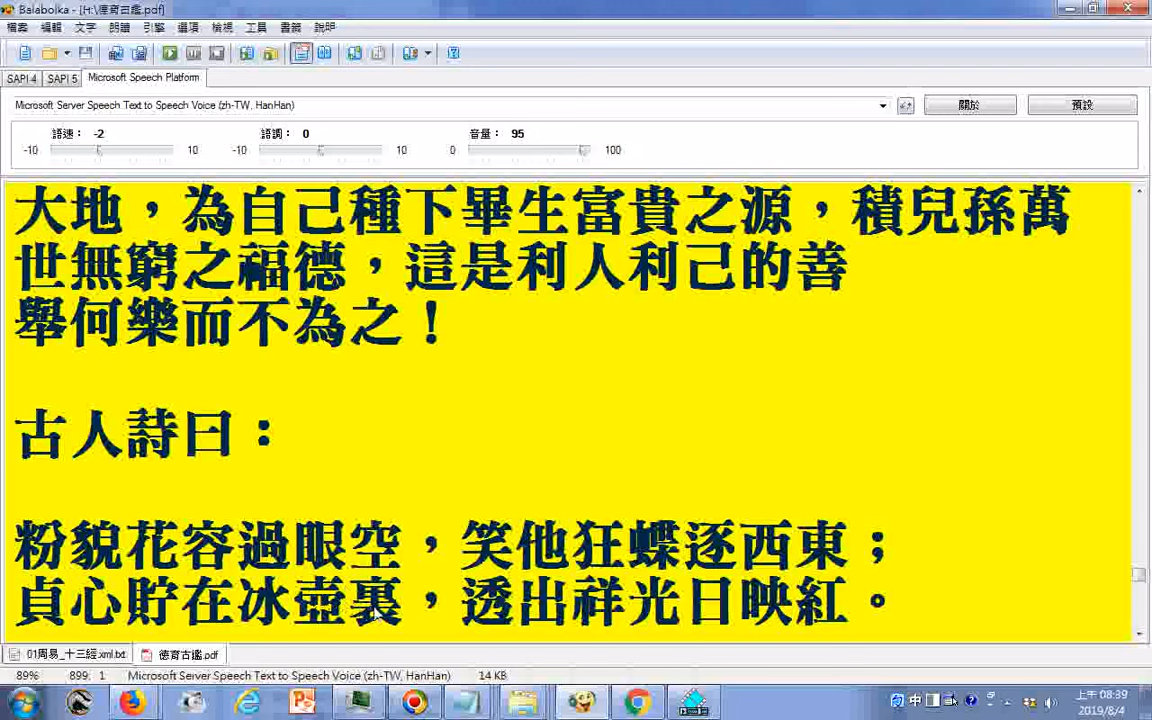 Balabolka - [H:\德育古鑑.pdf]
檔案 編輯 文字 朗讀 引擎 選項 檢視 工具 書籤 說明
SAPI 4 SAPI 5 Microsoft Speech Platform
Microsoft Server Speech Text to Speech Voice (zh-TW, HanHan) 關於 預設
語速： -2 語調： 0 音量： 95
-10 10 -10 10 0 100
大地，為自己種下畢生富貴之源，積兒孫萬
世無窮之福德，這是利人利己的善
舉何樂而不為之！
古人詩曰：
粉貌花容過眼空，笑他狂蝶逐西東；
貞心貯在冰壺裏，透出祥光日映紅。
01周易_十三經.xml.txt 德育古鑑.pdf
89% 899, 1 Microsoft Server Speech Text to Speech Voice (zh-TW, HanHan) 14 KB
中 上午 08:39
2019/8/4